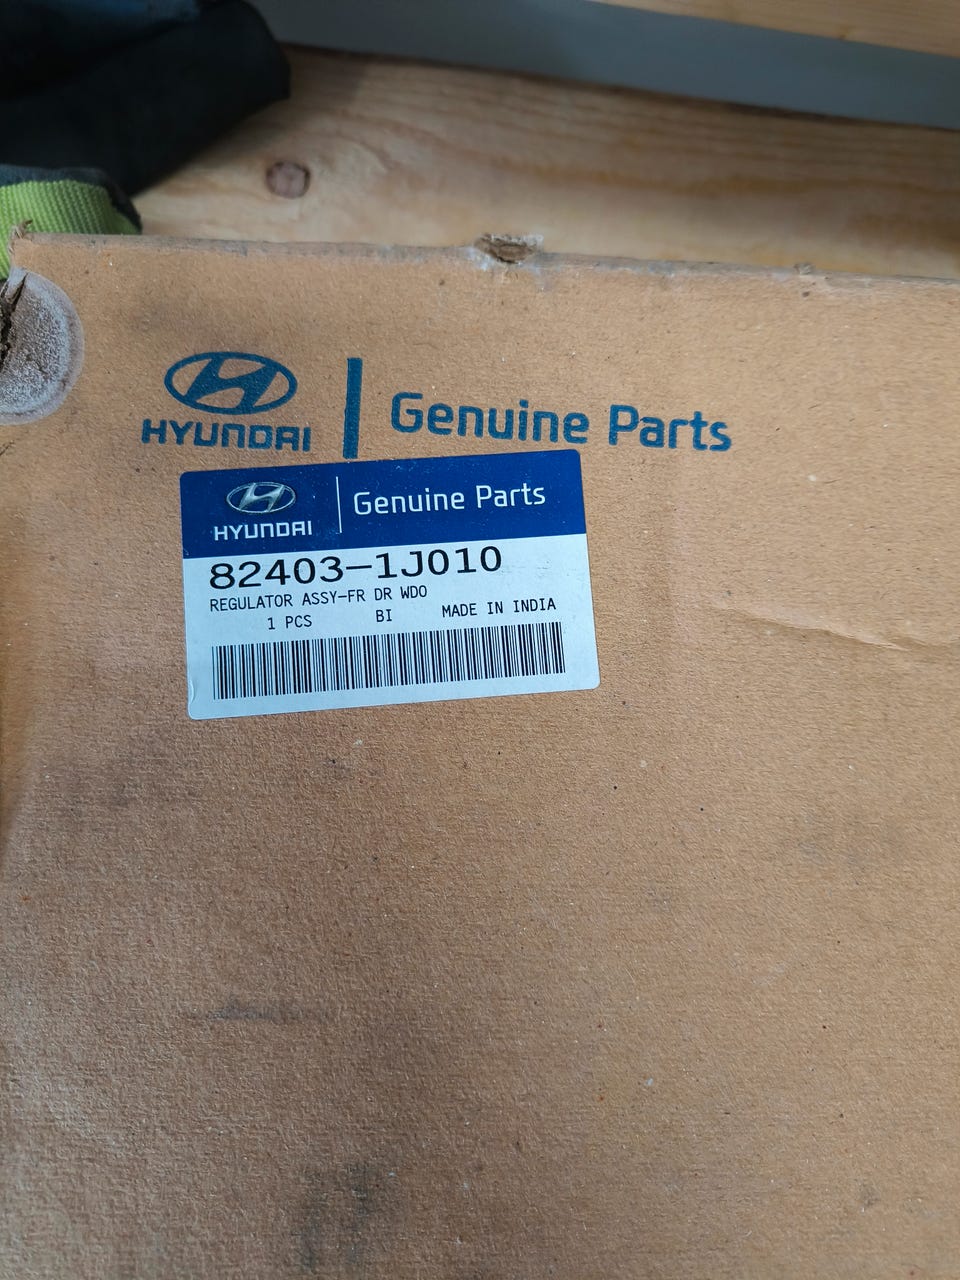 HYUNDAI | Genuine Parts
HYUNDAI | Genuine Parts
82403-1J010
REGULATOR ASSY-FR DR WDO
1 PCS BI MADE IN INDIA